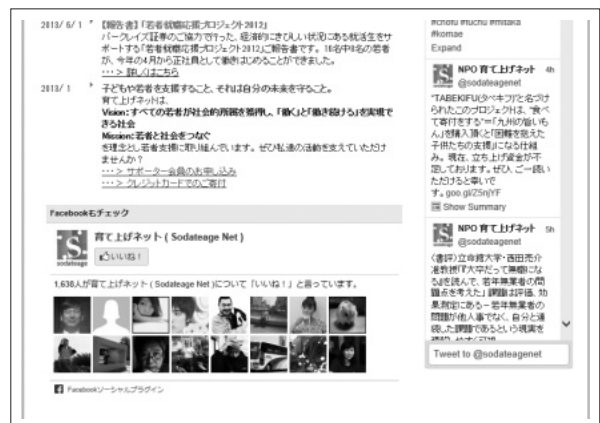 2013/ 6/ 1
【報告書】「若者就職応援プロジェクト2012」
バークレイズ証券のご協力で行った、経済的にきびしい状況にある就活生をサ
ポートする「若者就職応援プロジェクト2012」ご報告書です。10名中8名の若者
が、今年の4月から正社員として働きはじめることができました。
･･･> 詳しくはこちら
2013/ 1
子どもや若者を支援すること、それは自分の未来を守ること。
育て上げネットは、
Vision：すべての若者が社会的所属を獲得し、「働く」と「働き続ける」を実現で
きる社会
Mission：若者と社会をつなぐ
を理念とし若者支援に取り組んでいます。ぜひ私達の活動を支えていただけ
ませんか？
･･･> サポーター会員のお申し込み
･･･> クレジットカードでのご寄付
Facebookもチェック
育て上げネット ( Sodateage Net )
いいね！
sodateage
1,638人が育て上げネット ( Sodateage Net )について「いいね！」と言っています。
Facebookソーシャルプラグイン
#chofu #fuchu #mitaka
#komae
Expand
NPO 育て上げネット 4h
@sodateagenet
"TABEKIFU(タベキフ)"と名づけ
られたこのプロジェクトは、"食べ
て寄付をする"=「九州の旨いも
ん」を購入頂くと「困難を抱えた
子供たちの支援」になる仕組
み。現在、立ち上げ資金が不
足しております。ぜひ、ご一読い
ただけると幸いで
す。goo.gl/Z5njYF
Show Summary
NPO 育て上げネット 5h
@sodateagenet
(書評)立命館大学・西田亮介
准教授『「大卒だって無職にな
る』を読んで、若年無業者の問
題点を考えた」 課題は評価、効
果測定にある－若年無業者の
問題が他人事でなく、自分と連
続した課題であるという現実を
Tweet to @sodateagenet